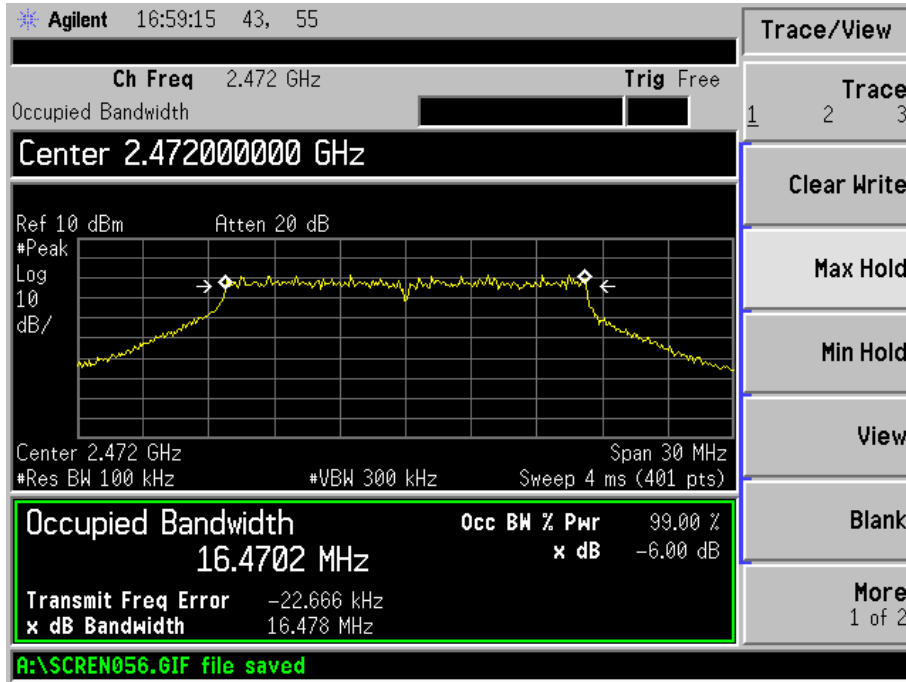 Agilent 16:59:15 43, 55
Trace/View
Ch Freq 2.472 GHz Trig Free
Occupied Bandwidth
Center 2.472000000 GHz
Ref 10 dBm Atten 20 dB
#Peak
Log
10
dB/
Center 2.472 GHz Span 30 MHz
#Res BW 100 kHz #VBW 300 kHz Sweep 4 ms (401 pts)
Occupied Bandwidth Occ BW % Pwr 99.00 %
16.4702 MHz x dB -6.00 dB
Transmit Freq Error -22.666 kHz
x dB Bandwidth 16.478 MHz
A:\SCREN056.GIF file saved
Trace
1 2 3
Clear Write
Max Hold
Min Hold
View
Blank
More
1 of 2